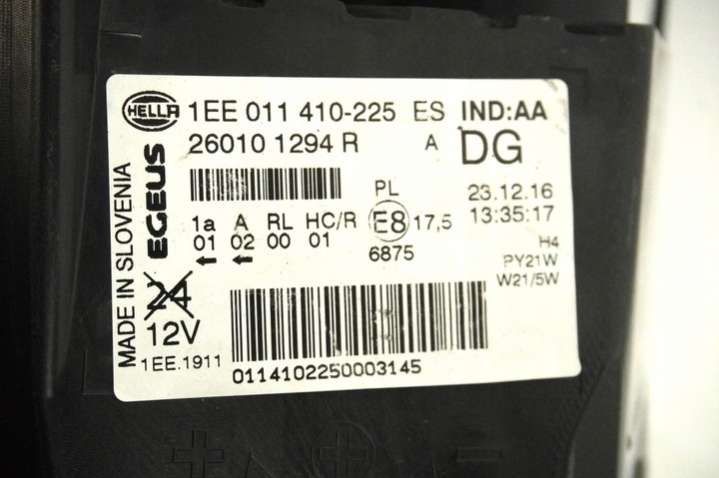 HELLA
1EE 011 410-225 ES IND:AA
26010 1294 R A DG
PL
23.12.16
13:35:17
1a A RL HC/R E8 17,5
01 02 00 01
6875
H4
PY21W
W21/5W
MADE IN SLOVENIA
EGEUS
24
12V
1EE.1911
0114102250003145